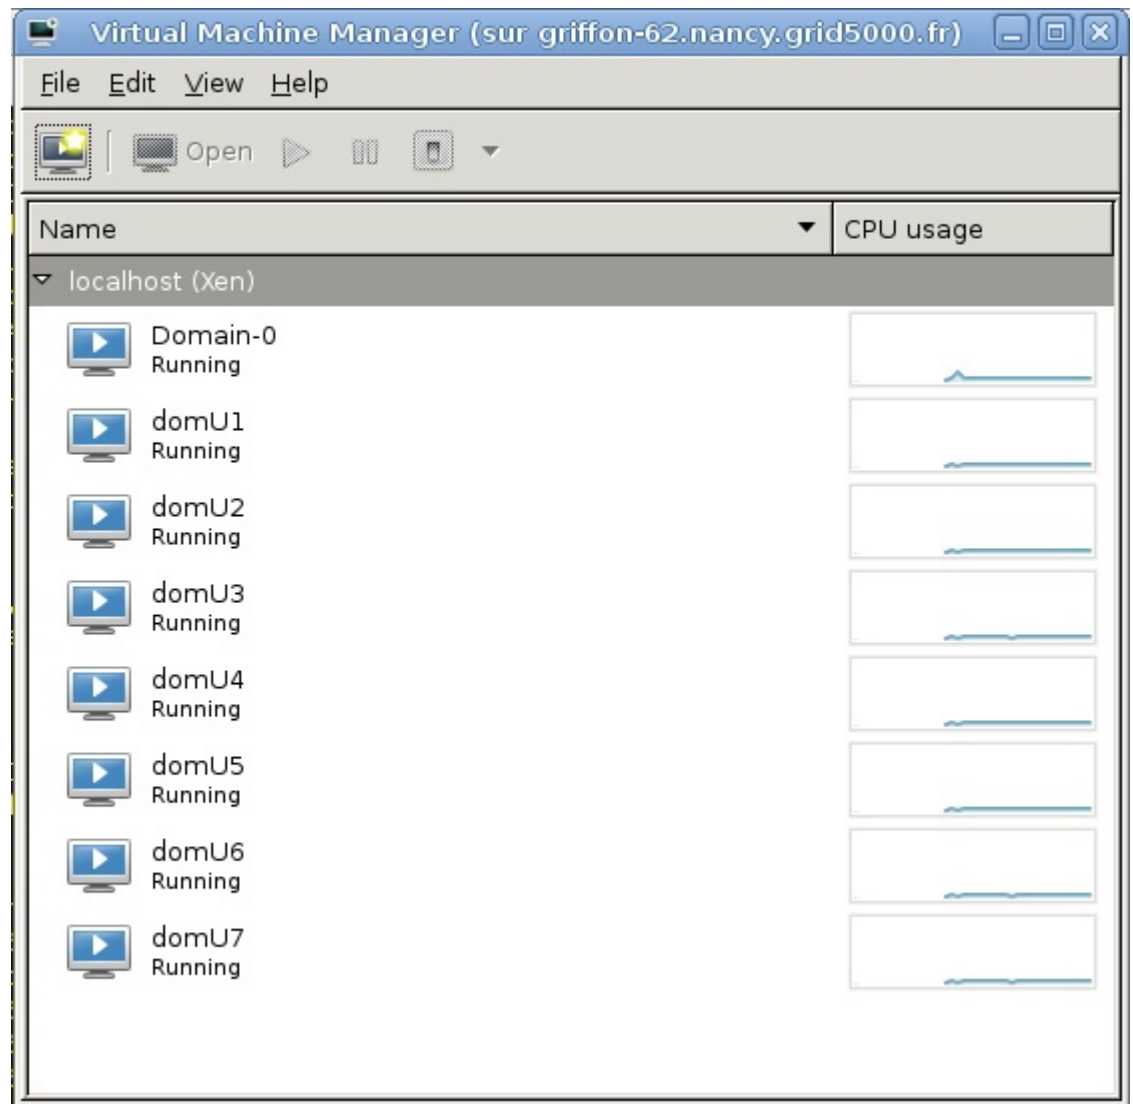 Virtual Machine Manager (sur griffon-62.nancy.grid5000.fr)
File Edit View Help
Open
Name CPU usage
localhost (Xen)
Domain-0
Running
domU1
Running
domU2
Running
domU3
Running
domU4
Running
domU5
Running
domU6
Running
domU7
Running